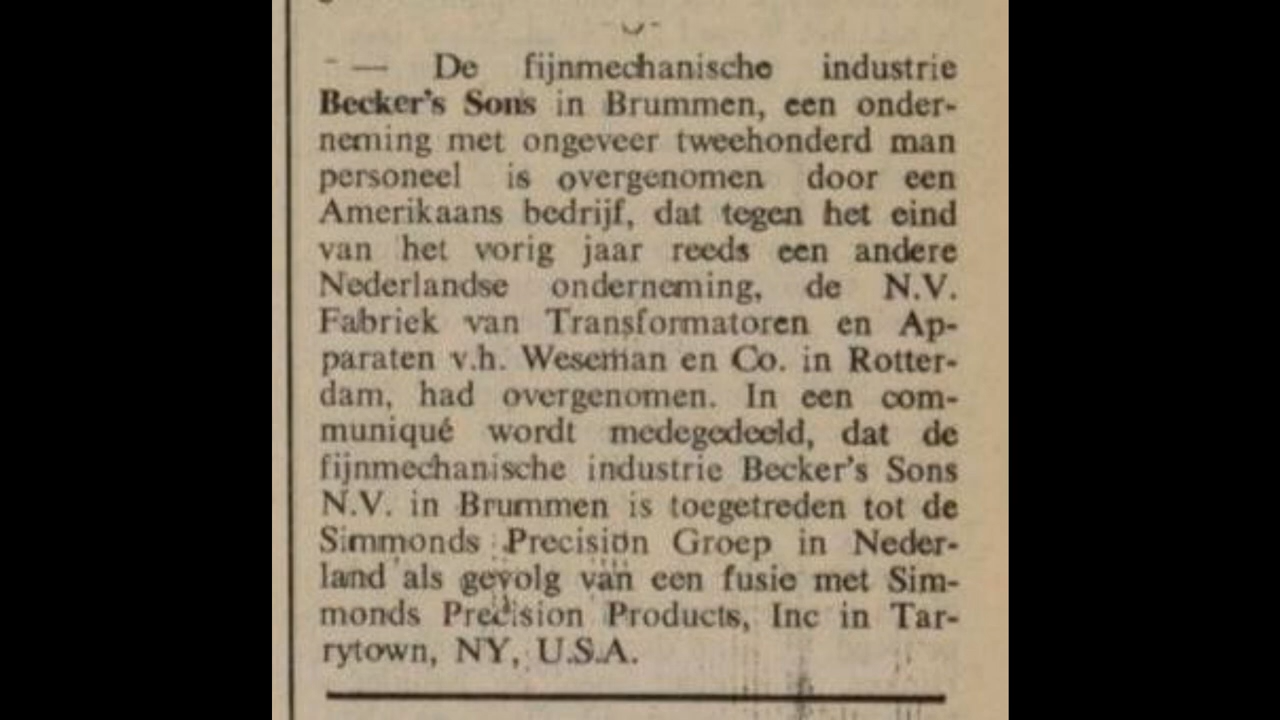 — De fijnmechanische industrie
Becker's Sons in Brummen, een onder-
neming met ongeveer tweehonderd man
personeel is overgenomen door een
Amerikaans bedrijf, dat tegen het eind
van het vorig jaar reeds een andere
Nederlandse onderneming, de N.V.
Fabriek van Transformatoren en Ap-
paraten v.h. Weseman en Co. in Rotter-
dam, had overgenomen. In een com-
muniqué wordt medegedeeld, dat de
fijnmechanische industrie Becker's Sons
N.V. in Brummen is toegetreden tot de
Simmonds Precision Groep in Neder-
land als gevolg van een fusie met Sim-
monds Precision Products, Inc in Tar-
rytown, NY, U.S.A.